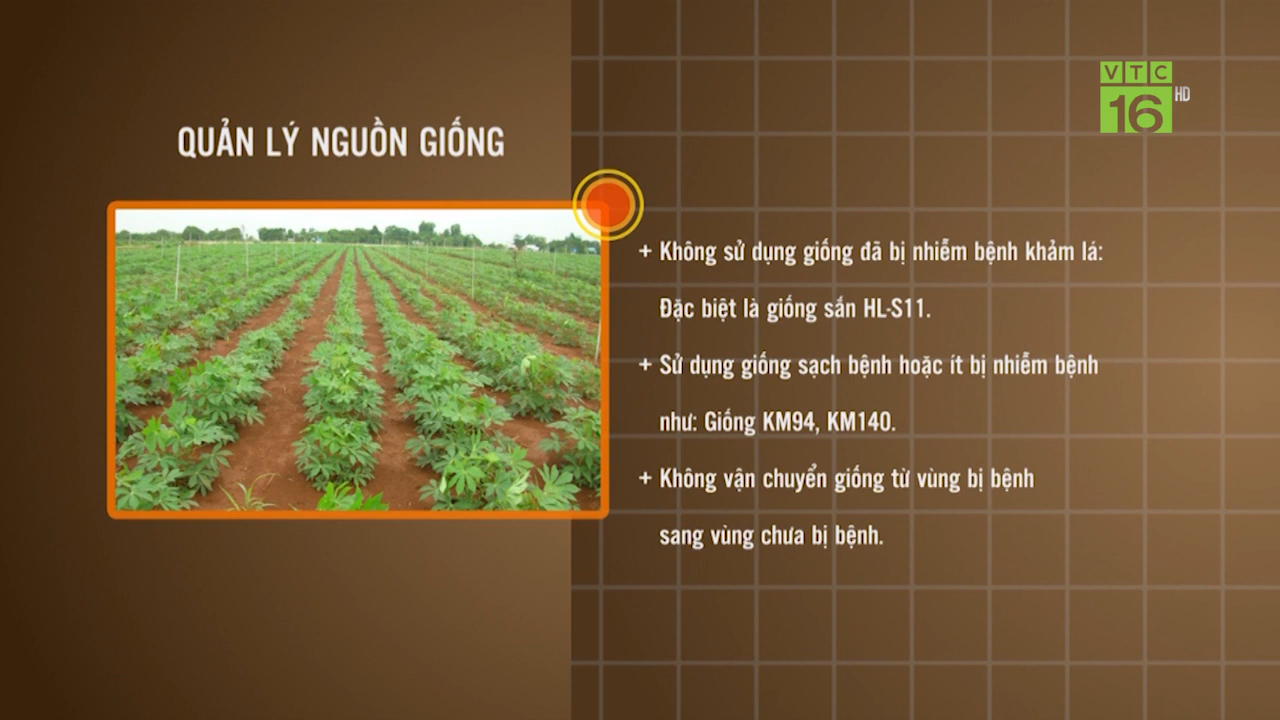 VTC
16 HD
QUẢN LÝ NGUỒN GIỐNG
+ Không sử dụng giống đã bị nhiễm bệnh khảm lá:
Đặc biệt là giống sắn HL-S11.
+ Sử dụng giống sạch bệnh hoặc ít bị nhiễm bệnh
như: Giống KM94, KM140.
+ Không vận chuyển giống từ vùng bị bệnh
sang vùng chưa bị bệnh.